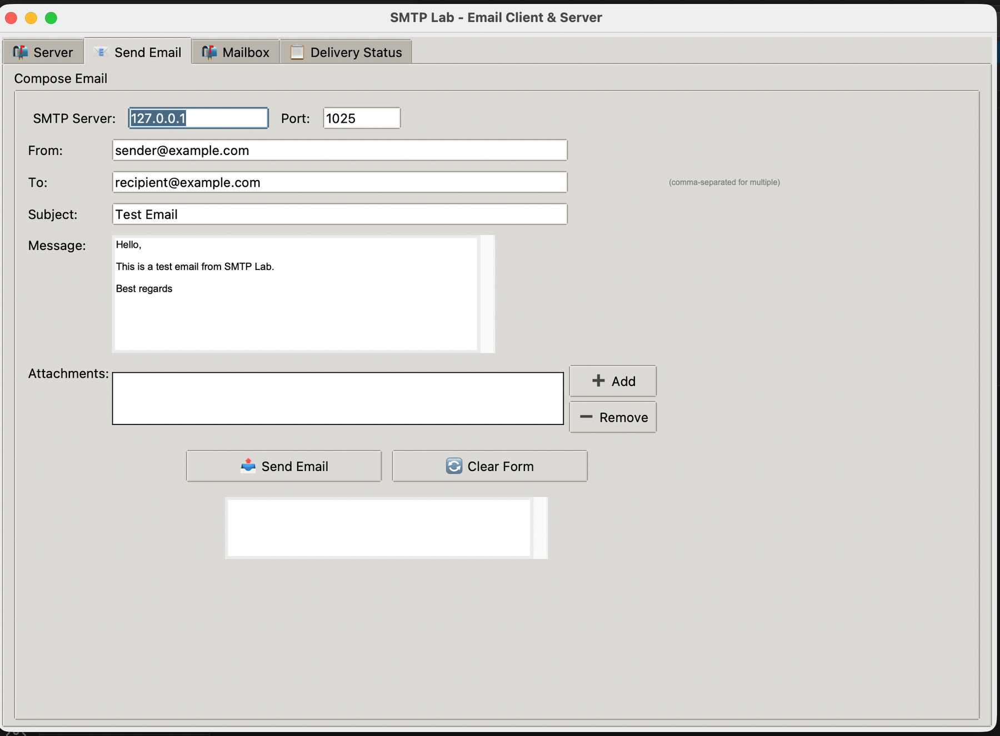 SMTP Lab - Email Client & Server
Server
Send Email
Mailbox
Delivery Status
Compose Email
SMTP Server: 127.0.0.1 Port: 1025
From: sender@example.com
To: recipient@example.com (comma-separated for multiple)
Subject: Test Email
Message: Hello,
This is a test email from SMTP Lab.
Best regards
Attachments:
Add
Remove
Send Email
Clear Form